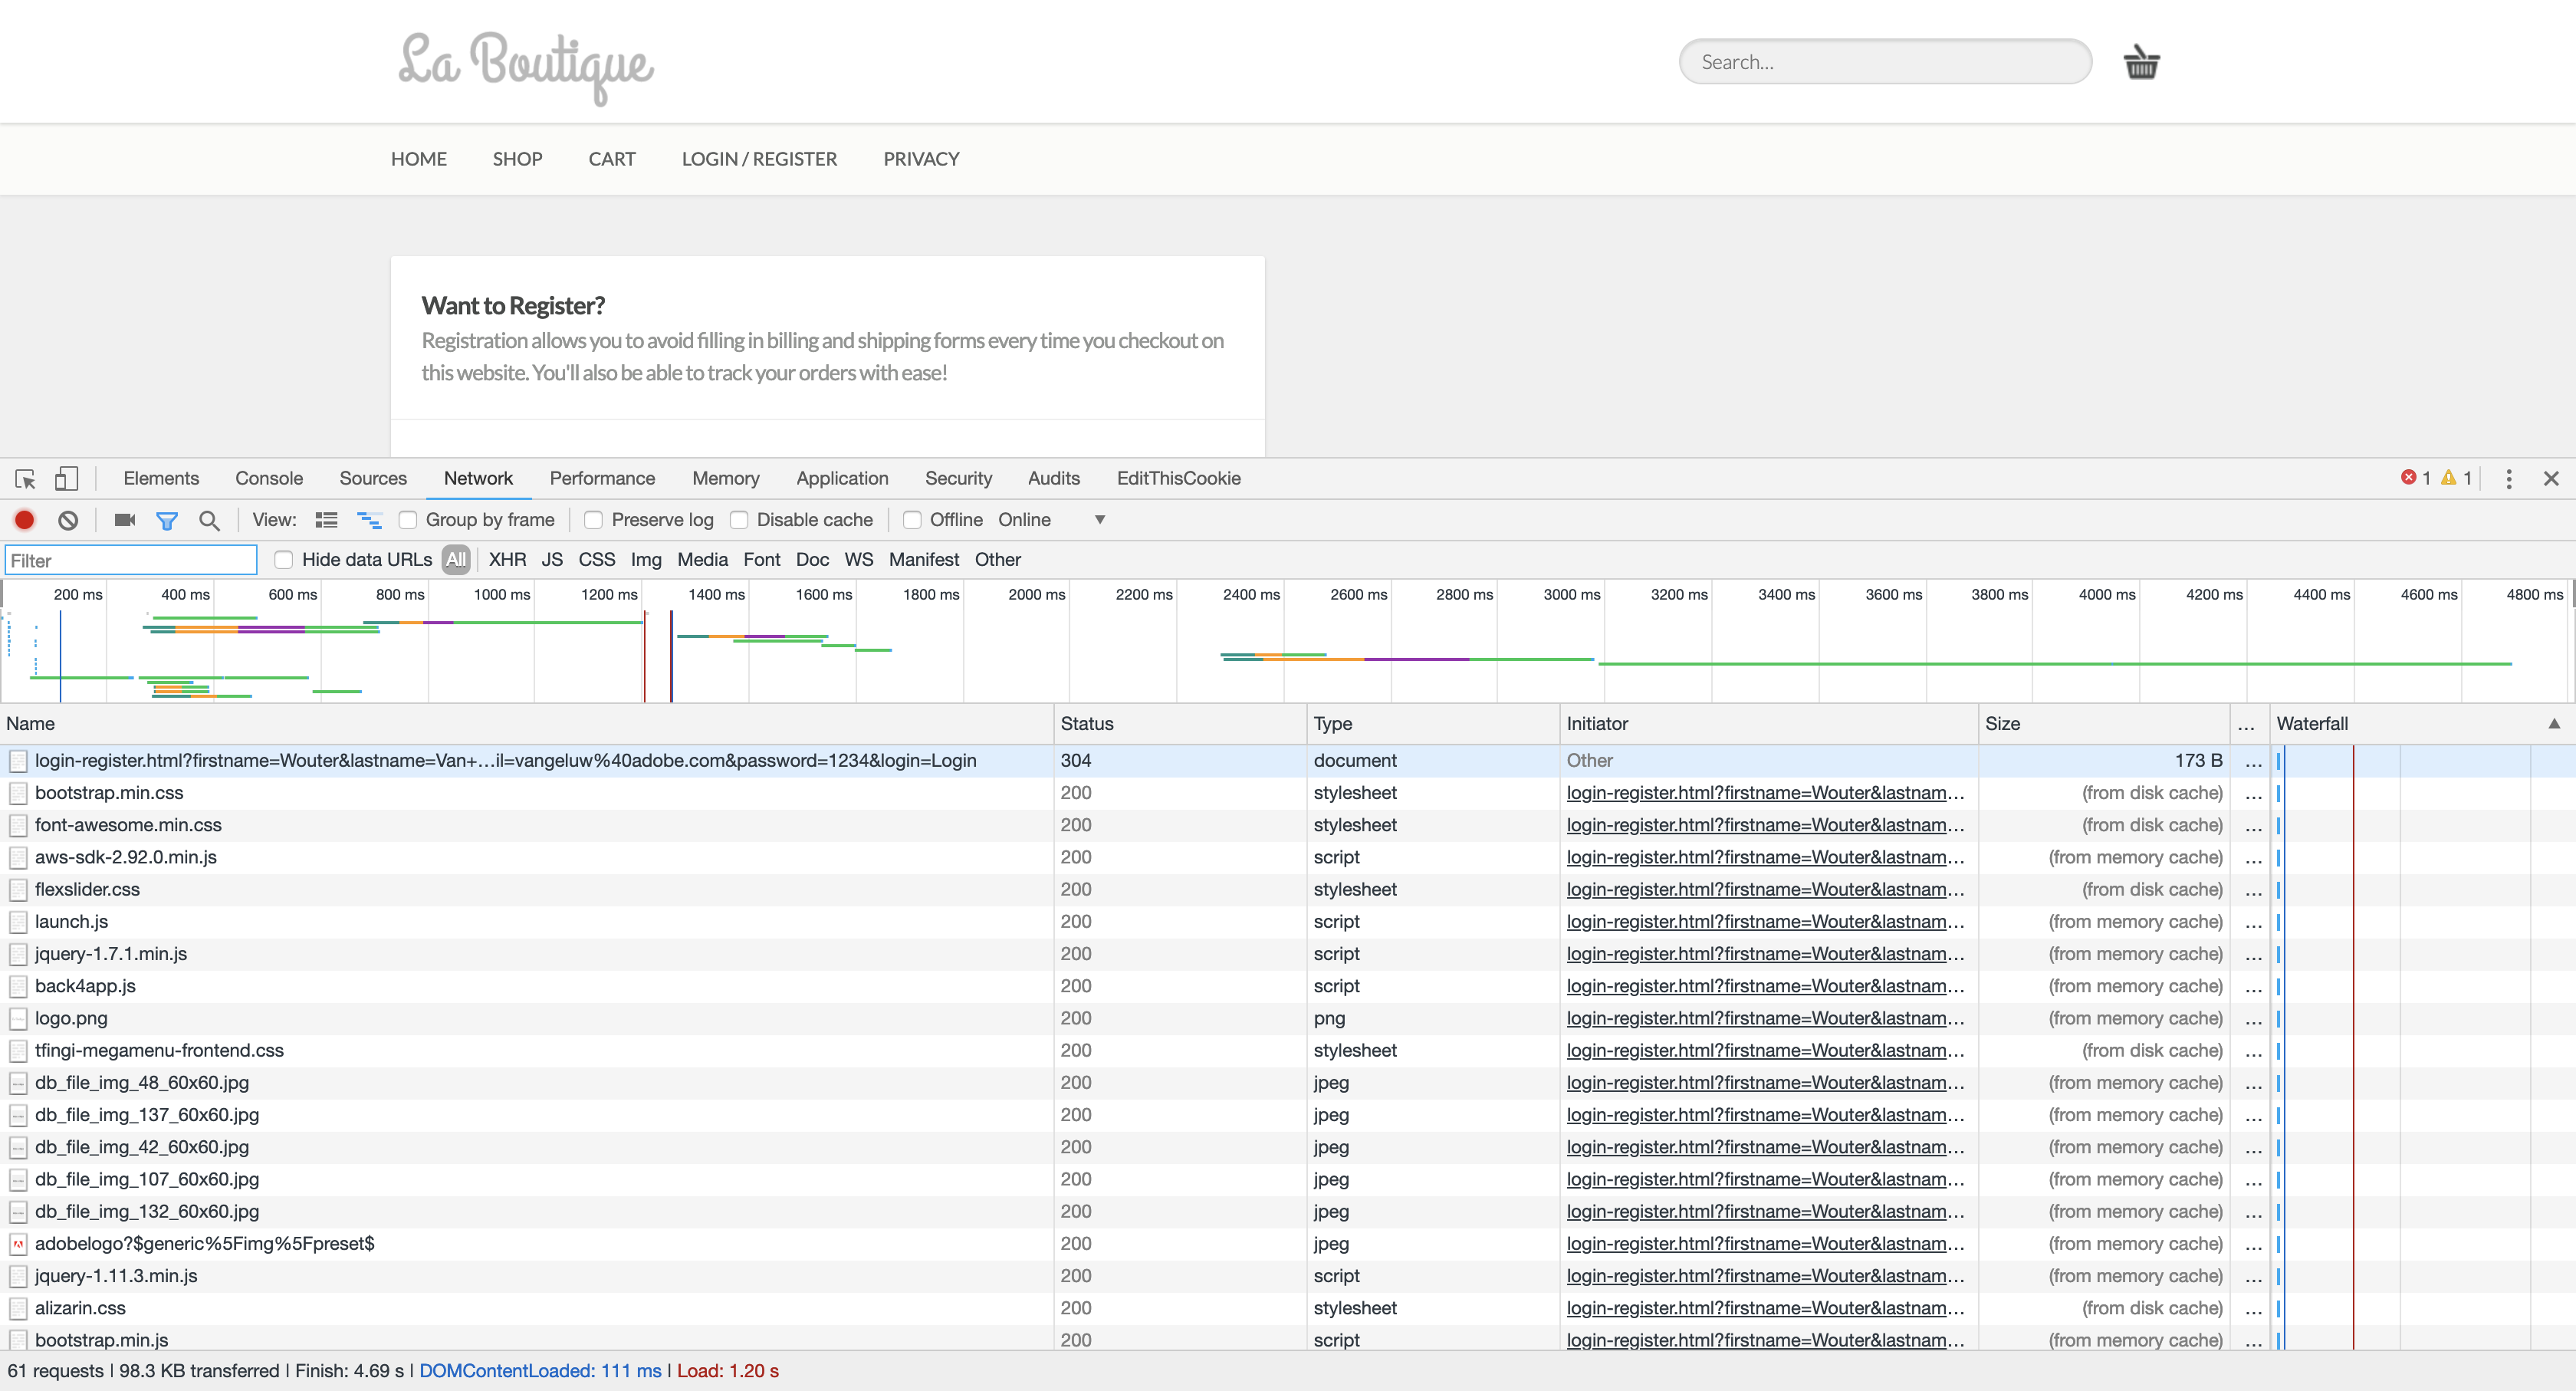 La Boutique
Search...
HOME SHOP CART LOGIN / REGISTER PRIVACY
Want to Register?
Registration allows you to avoid filling in billing and shipping forms every time you checkout on
this website. You'll also be able to track your orders with ease!
Elements Console Sources Network Performance Memory Application Security Audits EditThisCookie 1 1
View: Group by frame Preserve log Disable cache Offline Online
Filter Hide data URLs All XHR JS CSS Img Media Font Doc WS Manifest Other
200 ms 400 ms 600 ms 800 ms 1000 ms 1200 ms 1400 ms 1600 ms 1800 ms 2000 ms 2200 ms 2400 ms 2600 ms 2800 ms 3000 ms 3200 ms 3400 ms 3600 ms 3800 ms 4000 ms 4200 ms 4400 ms 4600 ms 4800 ms
Name Status Type Initiator Size ... Waterfall
login-register.html?firstname=Wouter&lastname=Van+…il=vangeluw%40adobe.com&password=1234&login=Login 304 document Other 173 B ...
bootstrap.min.css 200 stylesheet login-register.html?firstname=Wouter&lastnam… (from disk cache) ...
font-awesome.min.css 200 stylesheet login-register.html?firstname=Wouter&lastnam… (from disk cache) ...
aws-sdk-2.92.0.min.js 200 script login-register.html?firstname=Wouter&lastnam… (from memory cache) ...
flexslider.css 200 stylesheet login-register.html?firstname=Wouter&lastnam… (from disk cache) ...
launch.js 200 script login-register.html?firstname=Wouter&lastnam… (from memory cache) ...
jquery-1.7.1.min.js 200 script login-register.html?firstname=Wouter&lastnam… (from memory cache) ...
back4app.js 200 script login-register.html?firstname=Wouter&lastnam… (from memory cache) ...
logo.png 200 png login-register.html?firstname=Wouter&lastnam… (from memory cache) ...
tfingi-megamenu-frontend.css 200 stylesheet login-register.html?firstname=Wouter&lastnam… (from disk cache) ...
db_file_img_48_60x60.jpg 200 jpeg login-register.html?firstname=Wouter&lastnam… (from memory cache) ...
db_file_img_137_60x60.jpg 200 jpeg login-register.html?firstname=Wouter&lastnam… (from memory cache) ...
db_file_img_42_60x60.jpg 200 jpeg login-register.html?firstname=Wouter&lastnam… (from memory cache) ...
db_file_img_107_60x60.jpg 200 jpeg login-register.html?firstname=Wouter&lastnam… (from memory cache) ...
db_file_img_132_60x60.jpg 200 jpeg login-register.html?firstname=Wouter&lastnam… (from memory cache) ...
adobelogo?$generic%5Fimg%5Fpreset$ 200 jpeg login-register.html?firstname=Wouter&lastnam… (from memory cache) ...
jquery-1.11.3.min.js 200 script login-register.html?firstname=Wouter&lastnam… (from memory cache) ...
alizarin.css 200 stylesheet login-register.html?firstname=Wouter&lastnam… (from disk cache) ...
bootstrap.min.js 200 script login-register.html?firstname=Wouter&lastnam… (from memory cache) ...
61 requests | 98.3 KB transferred | Finish: 4.69 s | DOMContentLoaded: 111 ms | Load: 1.20 s